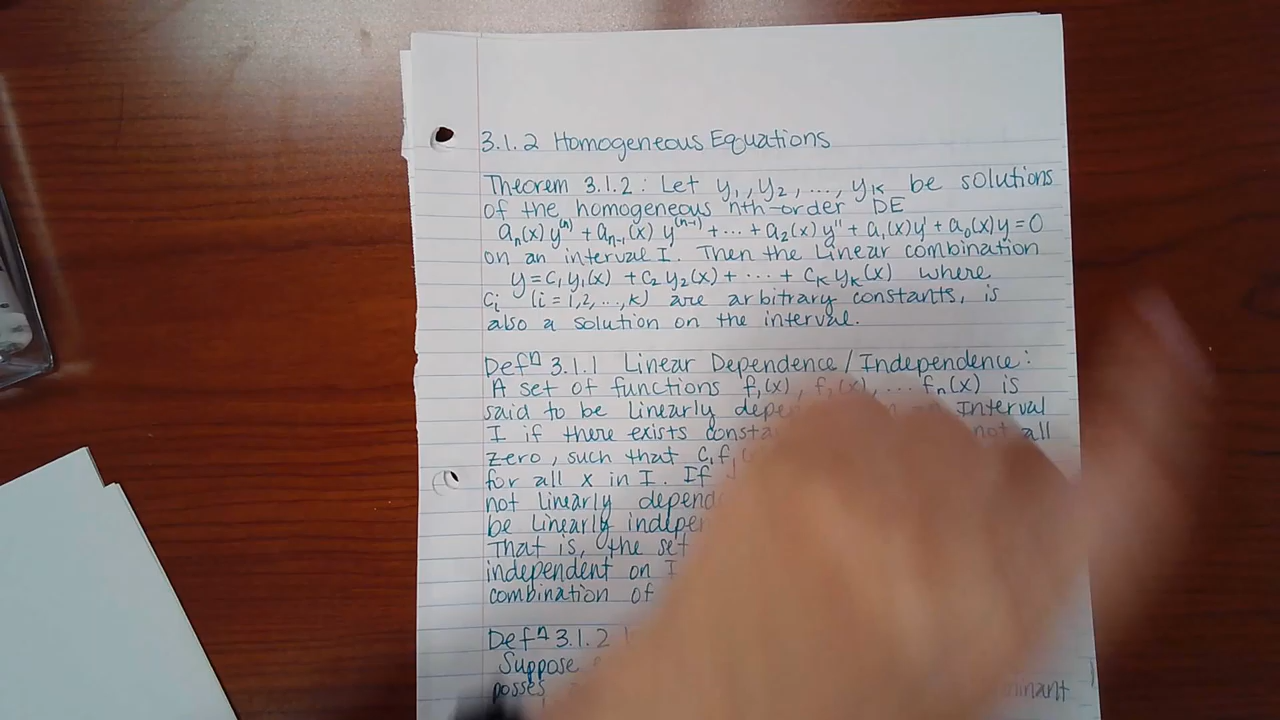 3.1.2 Homogeneous Equations
Theorem 3.1.2: Let y₁, y₂, ..., yₖ be solutions
of the homogeneous nth-order DE
aₙ(x)y⁽ⁿ⁾ + aₙ₋₁(x) y⁽ⁿ⁻¹⁾ + ... + a₂(x)y'' + a₁(x)y' + a₀(x)y = 0
on an interval I. Then the Linear combination
y = c₁y₁(x) + c₂y₂(x) + ... + cₖyₖ(x) where
cᵢ (i = 1,2,...,k) are arbitrary constants, is
also a solution on the interval.
Defⁿ 3.1.1 Linear Dependence/Independence:
A set of functions f₁(x), f₂(x), ... fₙ(x) is
said to be linearly Interval
I if there exists not all
zero, such that
for all x in I. If
not linearly
be linearly
That is, the set
independent on I
combination of
Defⁿ 3.1.2
Suppose
posses